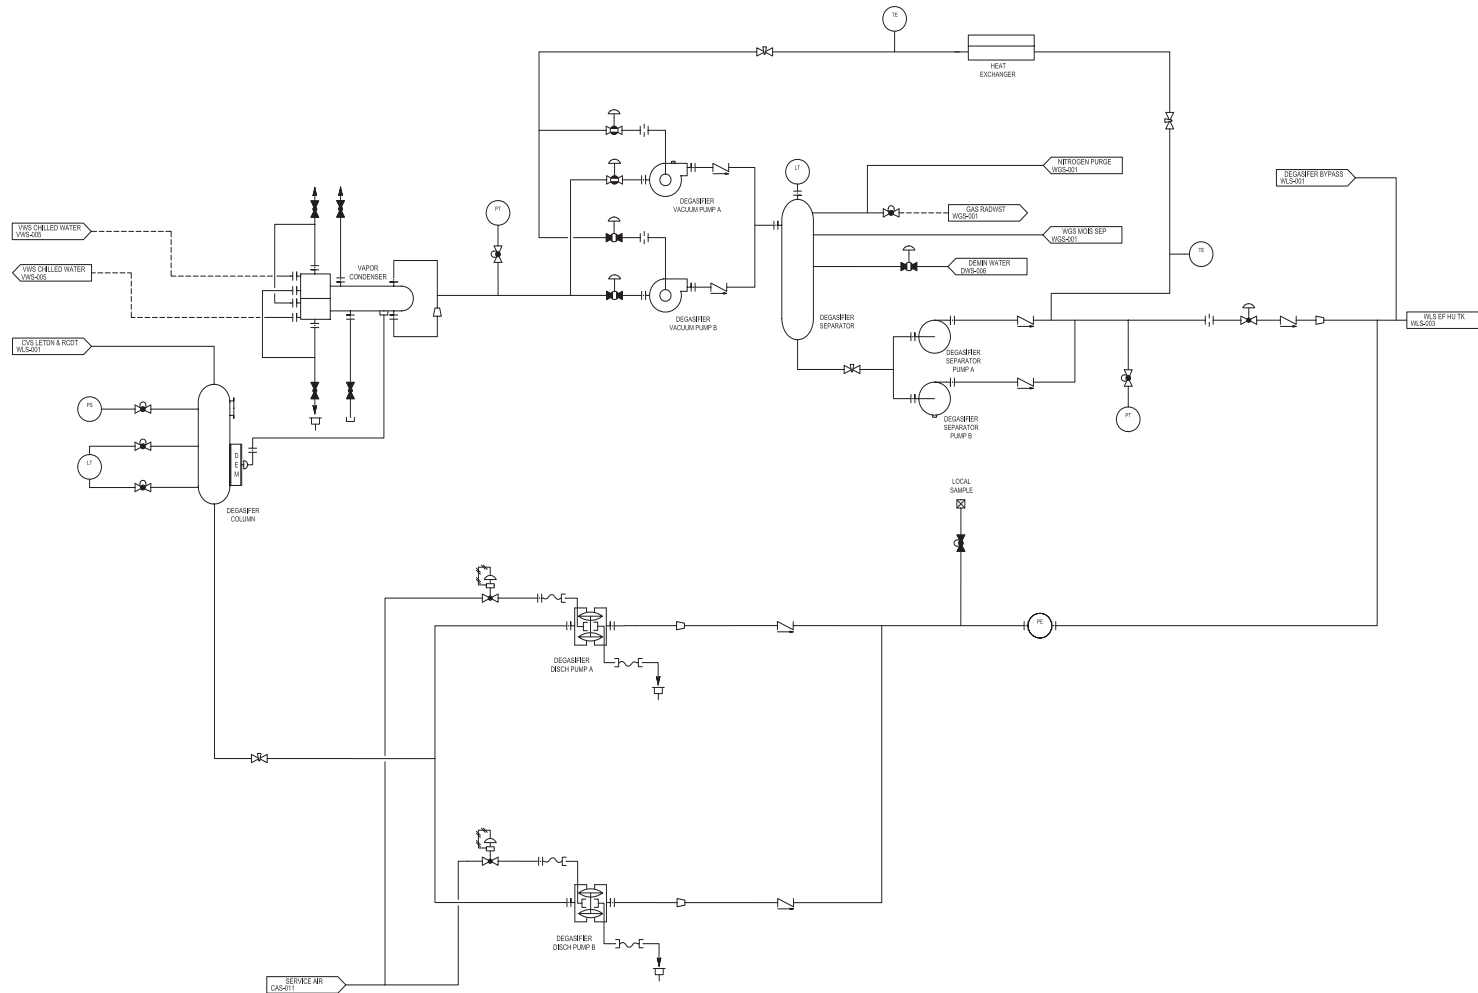 TE
HEAT
EXCHANGER
NITROGEN PURGE
WGS-001
LT
DEGASIFER BYPASS
WLS-001
DEGASIFIER
VACUUM PUMP A
GAS RADWST
WGS-001
PT
VWS CHILLED WATER
VWS-005
WGS MOIS SEP
WGS-001
TE
VWS CHILLED WATER
VWS-005
VAPOR
CONDENSER
DEMIN WATER
DWS-006
DEGASIFIER
VACUUM PUMP B
DEGASIFIER
SEPARATOR
WLS EF HU TK
WLS-003
CVS LETDN & RCDT
WLS-001
DEGASIFIER
SEPARATOR
PUMP A
PS
PT
DEGASIFIER
SEPARATOR
PUMP B
LT
D
E
M
DEGASIFER
COLUMN
LOCAL
SAMPLE
PE
DEGASIFIER
DISCH PUMP A
DEGASIFIER
DISCH PUMP B
SERVICE AIR
CAS-011